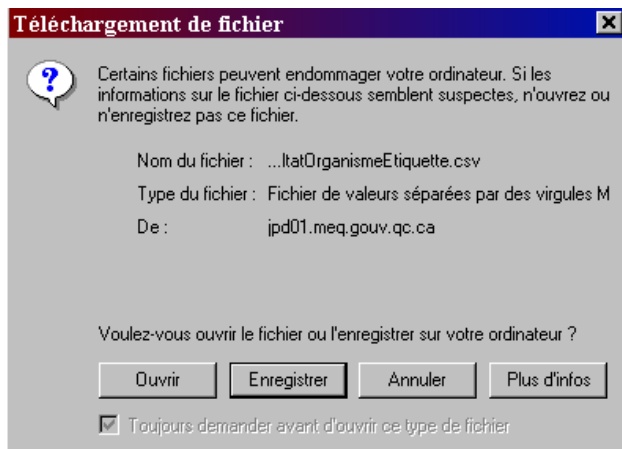 Téléchargement de fichier
Certains fichiers peuvent endommager votre ordinateur. Si les
informations sur le fichier ci-dessous semblent suspectes, n'ouvrez ou
n'enregistrez pas ce fichier.
Nom du fichier : ...ltatOrganismeEtiquette.csv
Type du fichier : Fichier de valeurs séparées par des virgules M
De : jpd01.meq.gouv.qc.ca
Voulez-vous ouvrir le fichier ou l'enregistrer sur votre ordinateur ?
Ouvrir Enregistrer Annuler Plus d'infos
Toujours demander avant d'ouvrir ce type de fichier